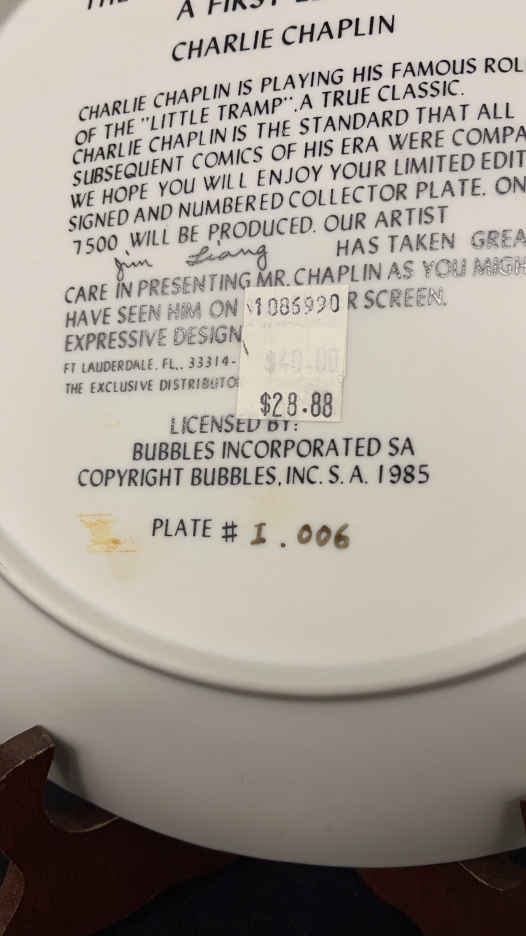 A FIRST
CHARLIE CHAPLIN
CHARLIE CHAPLIN IS PLAYING HIS FAMOUS ROL
OF THE "LITTLE TRAMP". A TRUE CLASSIC.
CHARLIE CHAPLIN IS THE STANDARD THAT ALL
SUBSEQUENT COMICS OF HIS ERA WERE COMPA
WE HOPE YOU WILL ENJOY YOUR LIMITED EDIT
SIGNED AND NUMBERED COLLECTOR PLATE. ON
7500 WILL BE PRODUCED. OUR ARTIST
Jim Liang HAS TAKEN GREA
CARE IN PRESENTING MR. CHAPLIN AS YOU MIGH
HAVE SEEN HIM ON R SCREEN.
EXPRESSIVE DESIGN
FT LAUDERDALE, FL., 33314-
THE EXCLUSIVE DISTRIBUTO
1086990
$40.00
$28.88
LICENSED BY:
BUBBLES INCORPORATED SA
COPYRIGHT BUBBLES, INC. S. A. 1985
PLATE # I.006